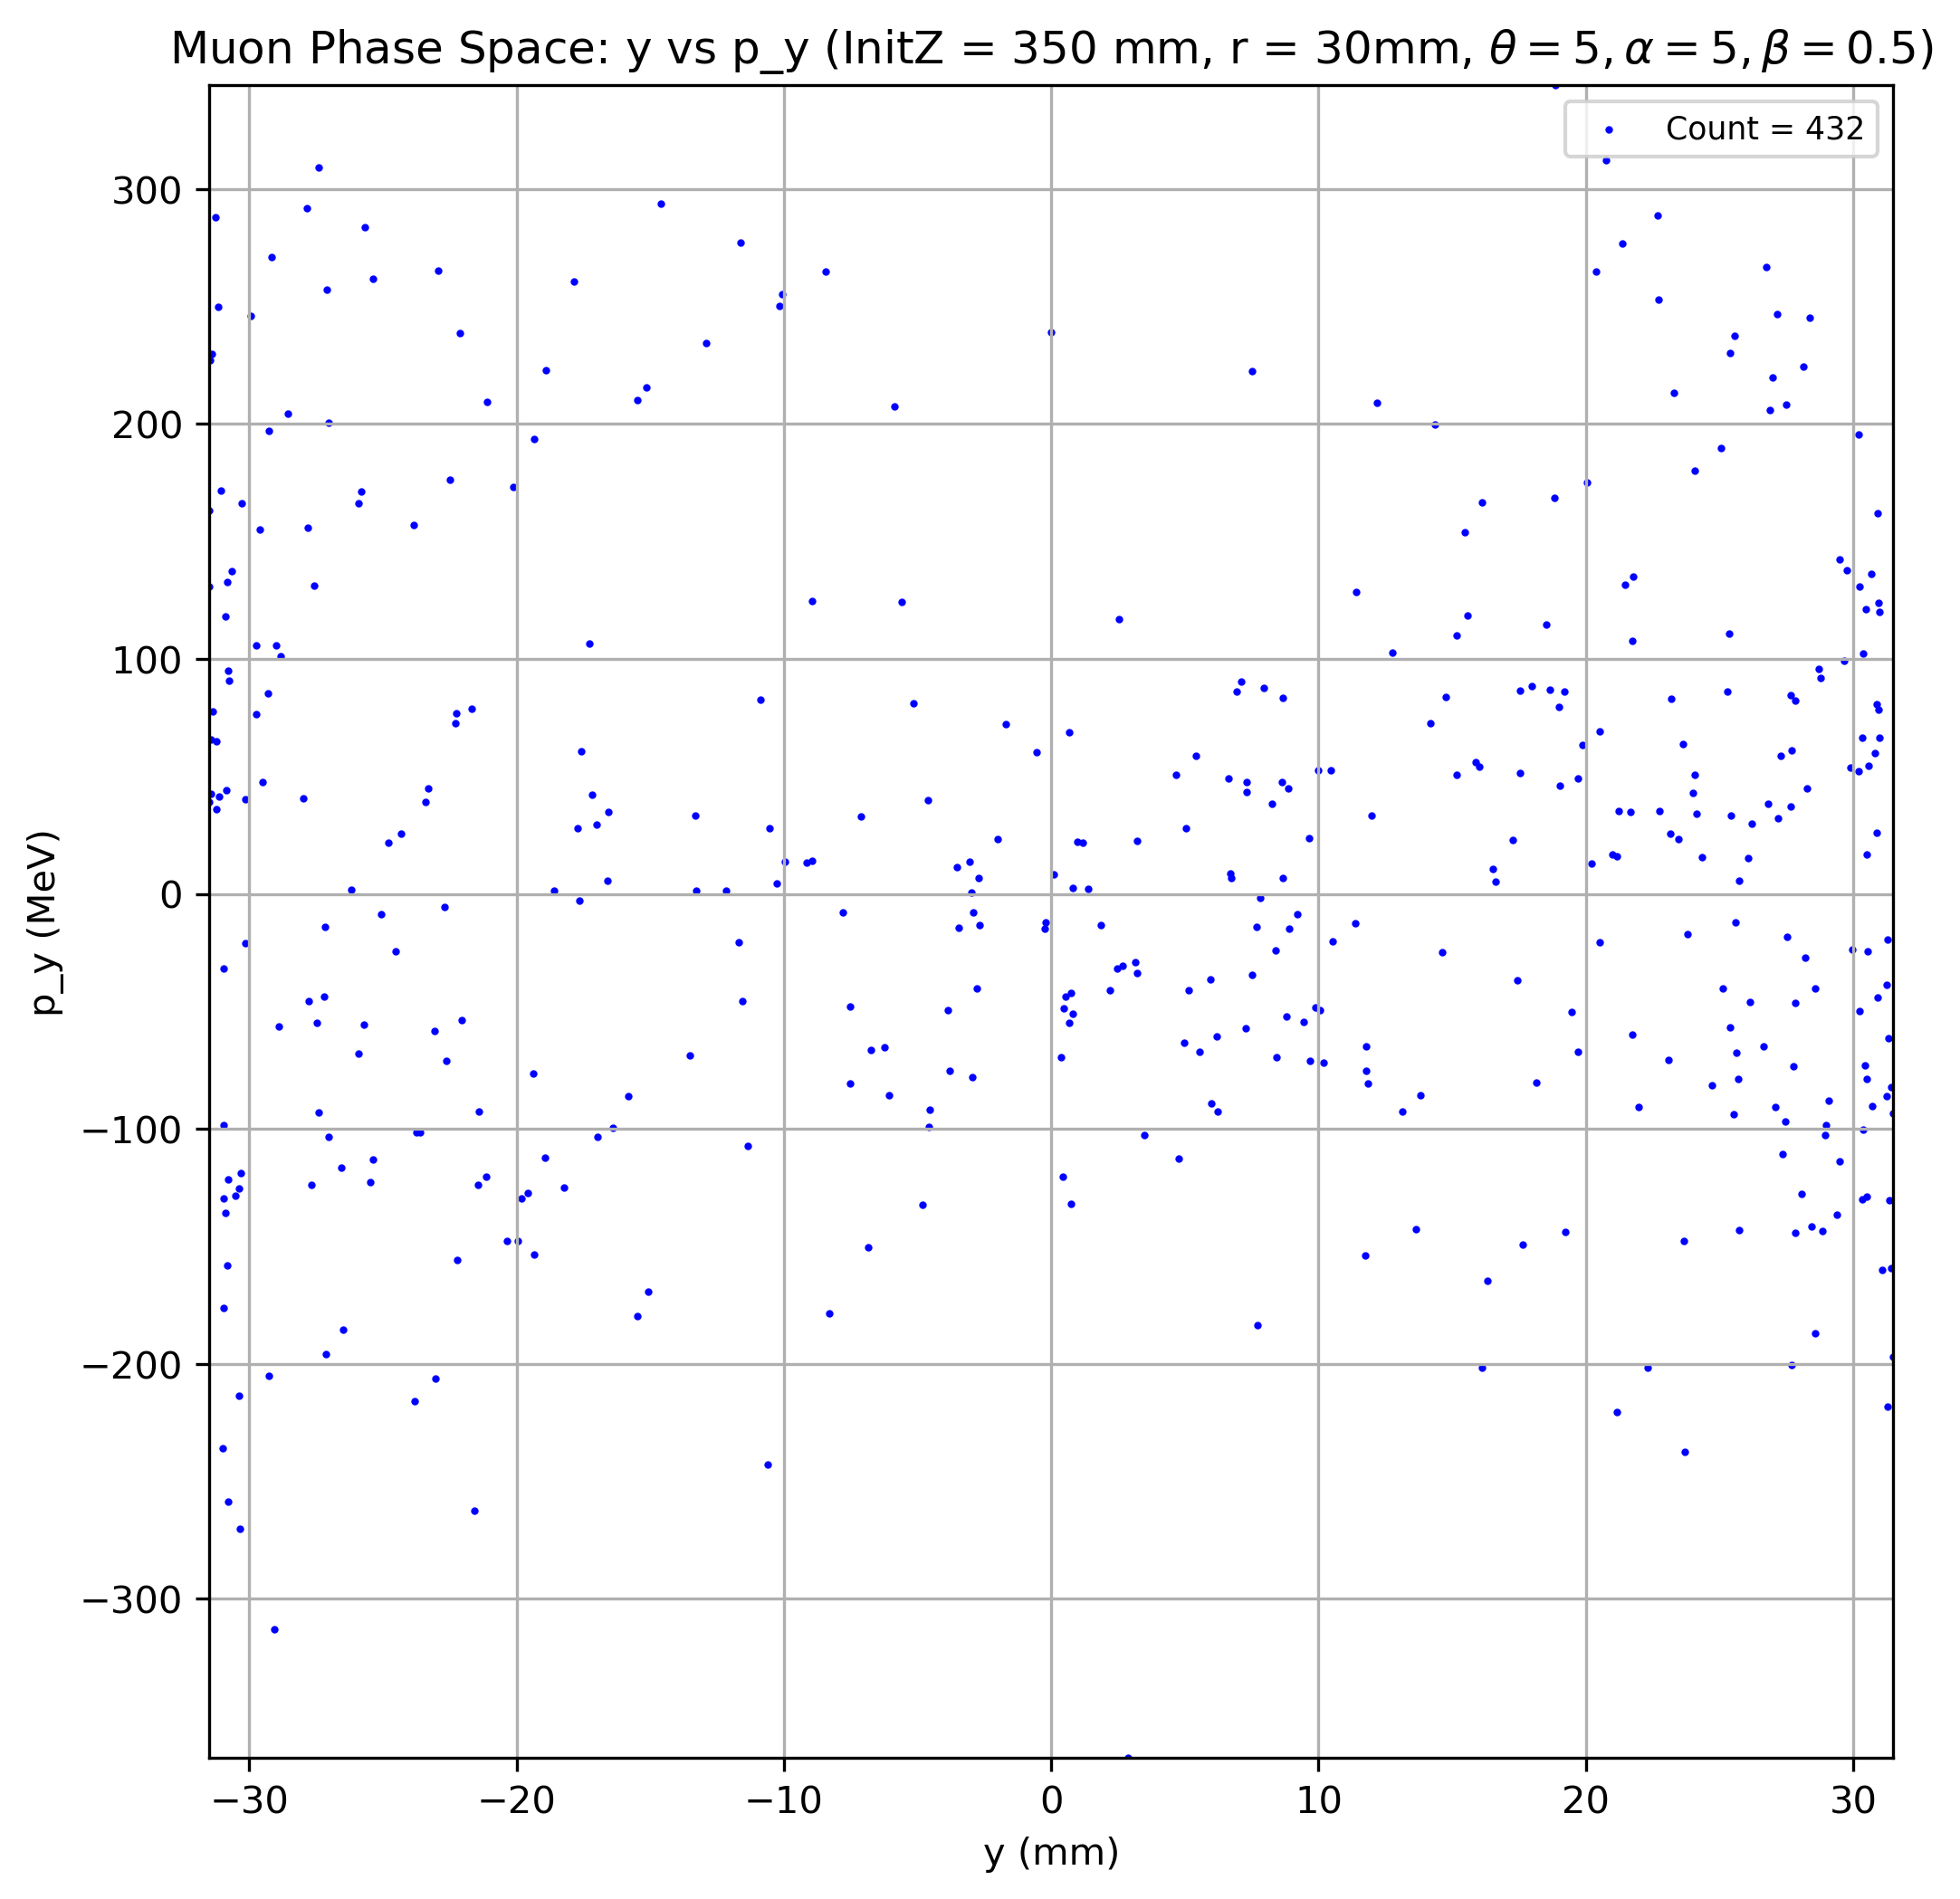 Muon Phase Space: y vs p_y (InitZ = 350 mm, r = 30mm, θ = 5, α = 5, β = 0.5)
Count = 432
300
200
100
0
−100
−200
−300
p_y (MeV)
−30 −20 −10 0 10 20 30
y (mm)